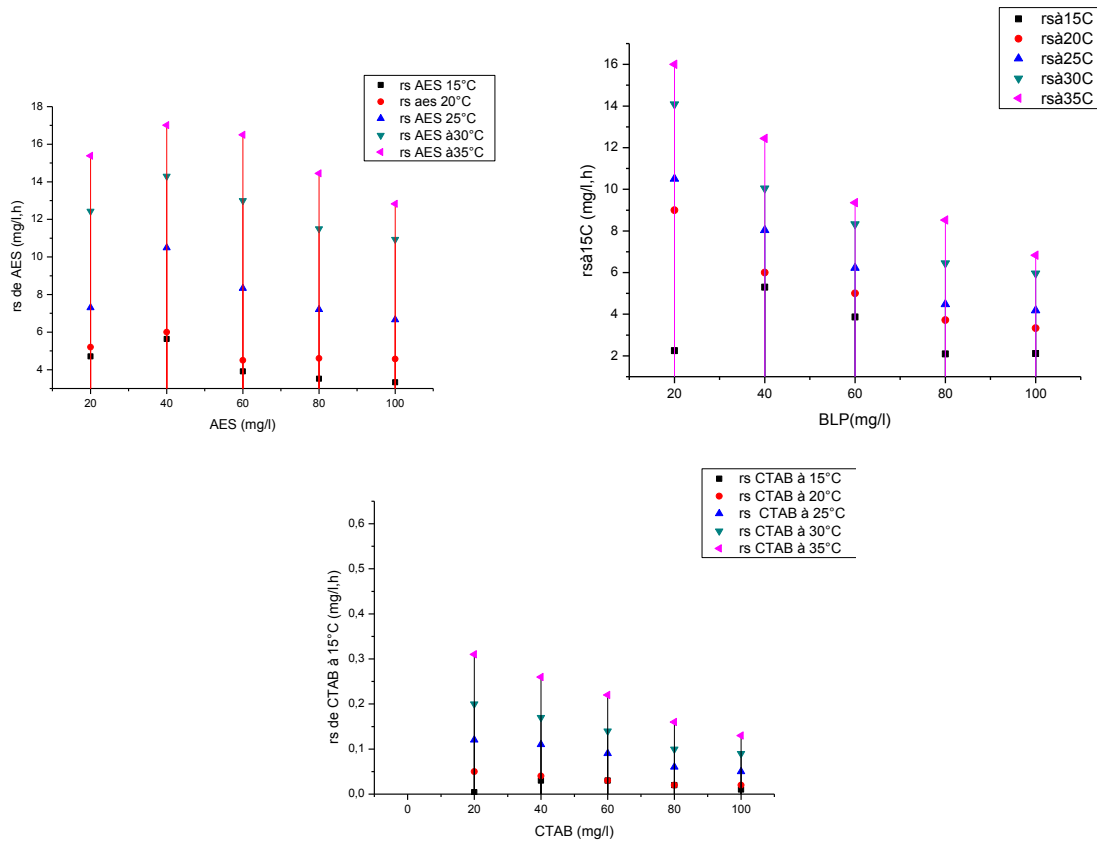 rs AES 15°C
rs aes 20°C
rs AES 25°C
rs AES à30°C
rs AES à35°C
18
16
14
12
10
8
6
4
rs de AES (mg/l,h)
20 40 60 80 100
AES (mg/l)
rsà15C
rsà20C
rsà25C
rsà30C
rsà35C
16
14
12
10
8
6
4
2
rsà15C (mg/l,h)
20 40 60 80 100
BLP(mg/l)
rs CTAB à 15°C
rs CTAB à 20°C
rs CTAB à 25°C
rs CTAB à 30°C
rs CTAB à 35°C
0,6
0,5
0,4
0,3
0,2
0,1
0,0
rs de CTAB à 15°C (mg/l,h)
0 20 40 60 80 100
CTAB (mg/l)